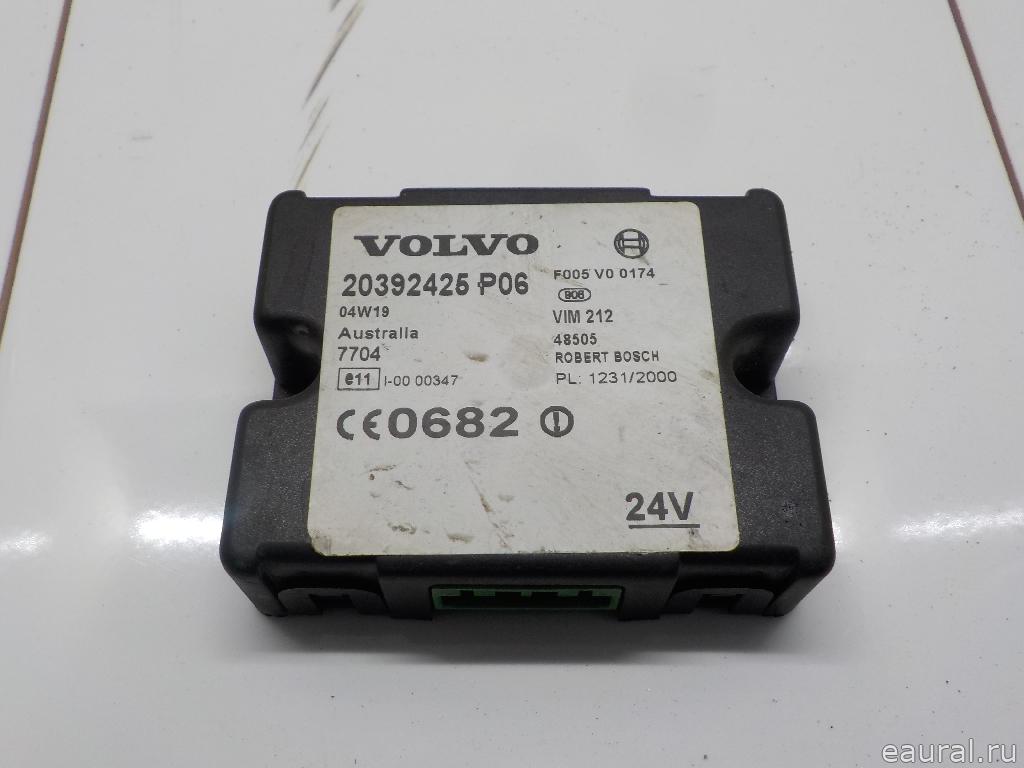 VOLVO
20392425 P06
04W19
Australia
7704
e11 I-00 00347
CE0682
F005 V0 0174
908
VIM 212
48505
ROBERT BOSCH
PL: 1231/2000
24V
eaural.ru